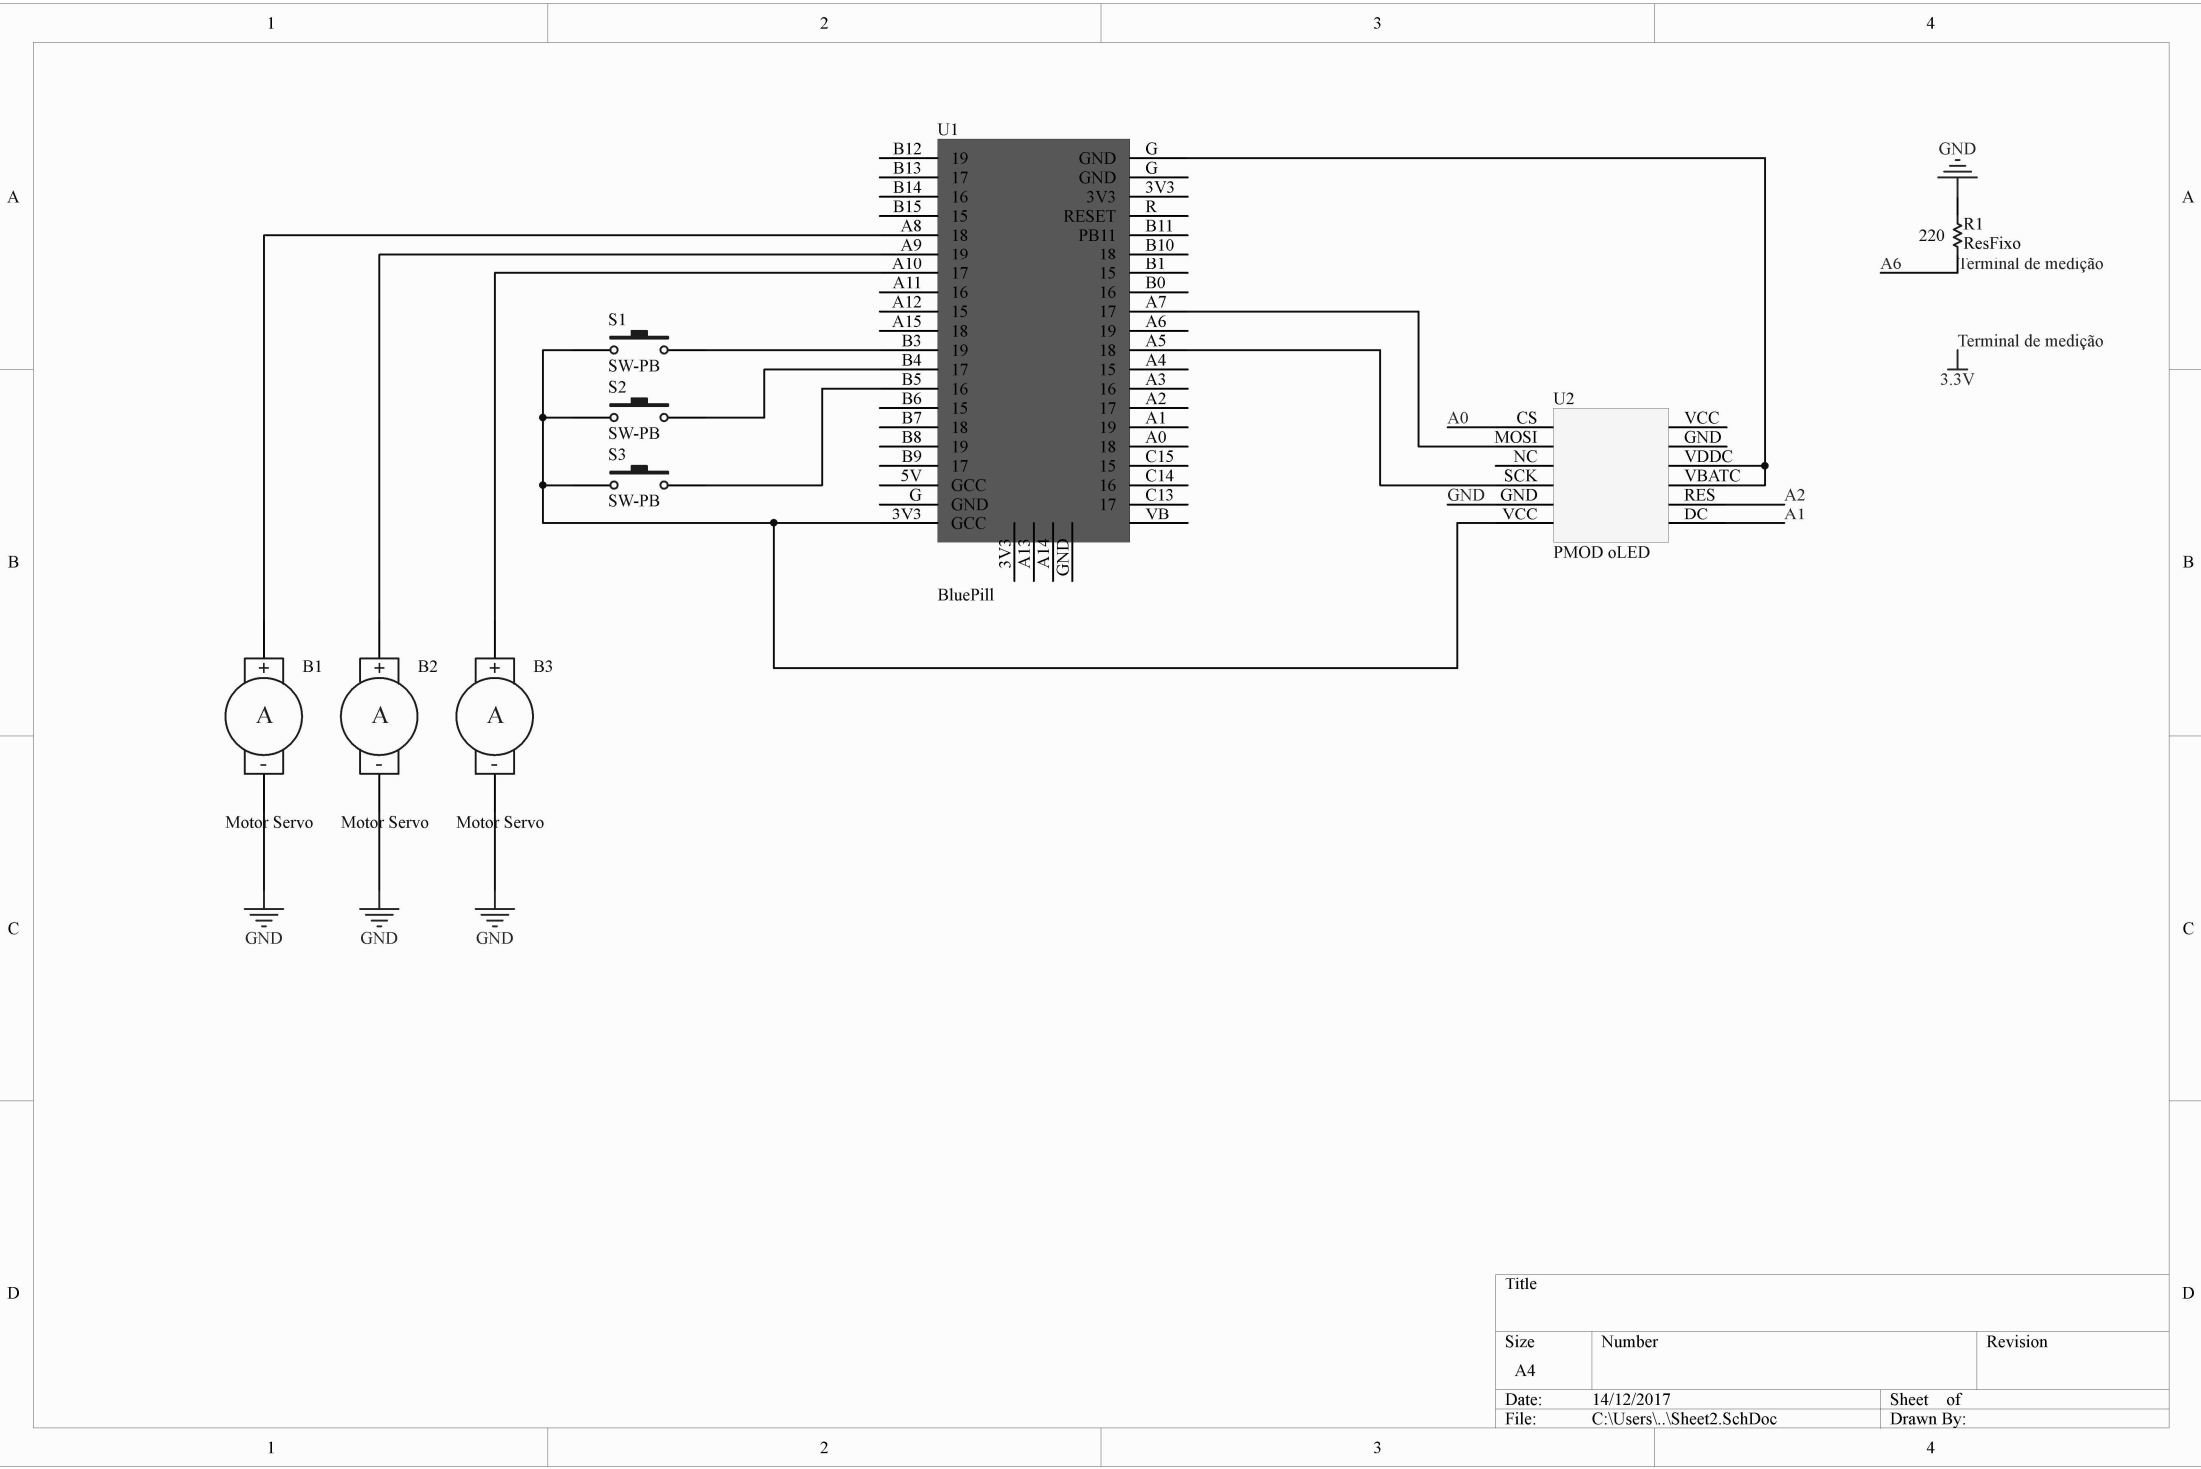 1 2 3 4
A A
B B
C C
D D
U1
B12 19 GND G
B13 17 GND G
B14 16 3V3 3V3
B15 15 RESET R
A8 18 PB11 B11
A9 19 18 B10
A10 17 15 B1
A11 16 16 B0
A12 15 17 A7
A15 18 19 A6
B3 19 18 A5
B4 17 15 A4
B5 16 16 A3
B6 15 17 A2
B7 18 19 A1
B8 19 18 A0
B9 17 15 C15
5V GCC 16 C14
G GND 17 C13
3V3 GCC VB
3V3 A13 A14 GND
BluePill
S1
SW-PB
S2
SW-PB
S3
SW-PB
U2
A0 CS VCC
MOSI GND
NC VDDC
SCK VBATC
GND GND RES A2
VCC DC A1
PMOD oLED
GND
R1
220
ResFixo
A6 Terminal de medição
Terminal de medição
3.3V
+ B1 + B2 + B3
A A A
- - -
Motor Servo Motor Servo Motor Servo
GND GND GND
Title
Size Number Revision
A4
Date: 14/12/2017 Sheet of
File: C:\Users\..\Sheet2.SchDoc Drawn By:
1 2 3 4